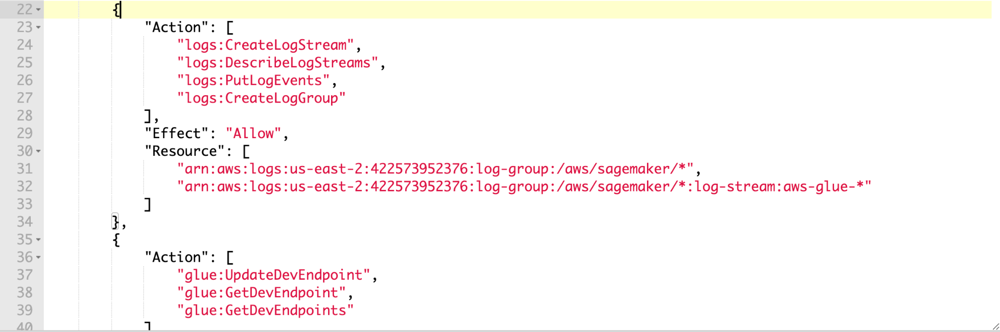 22 {
23 "Action": [
24 "logs:CreateLogStream",
25 "logs:DescribeLogStreams",
26 "logs:PutLogEvents",
27 "logs:CreateLogGroup"
28 ],
29 "Effect": "Allow",
30 "Resource": [
31 "arn:aws:logs:us-east-2:422573952376:log-group:/aws/sagemaker/*",
32 "arn:aws:logs:us-east-2:422573952376:log-group:/aws/sagemaker/*:log-stream:aws-glue-*"
33 ]
34 },
35 {
36 "Action": [
37 "glue:UpdateDevEndpoint",
38 "glue:GetDevEndpoint",
39 "glue:GetDevEndpoints"
40 ]